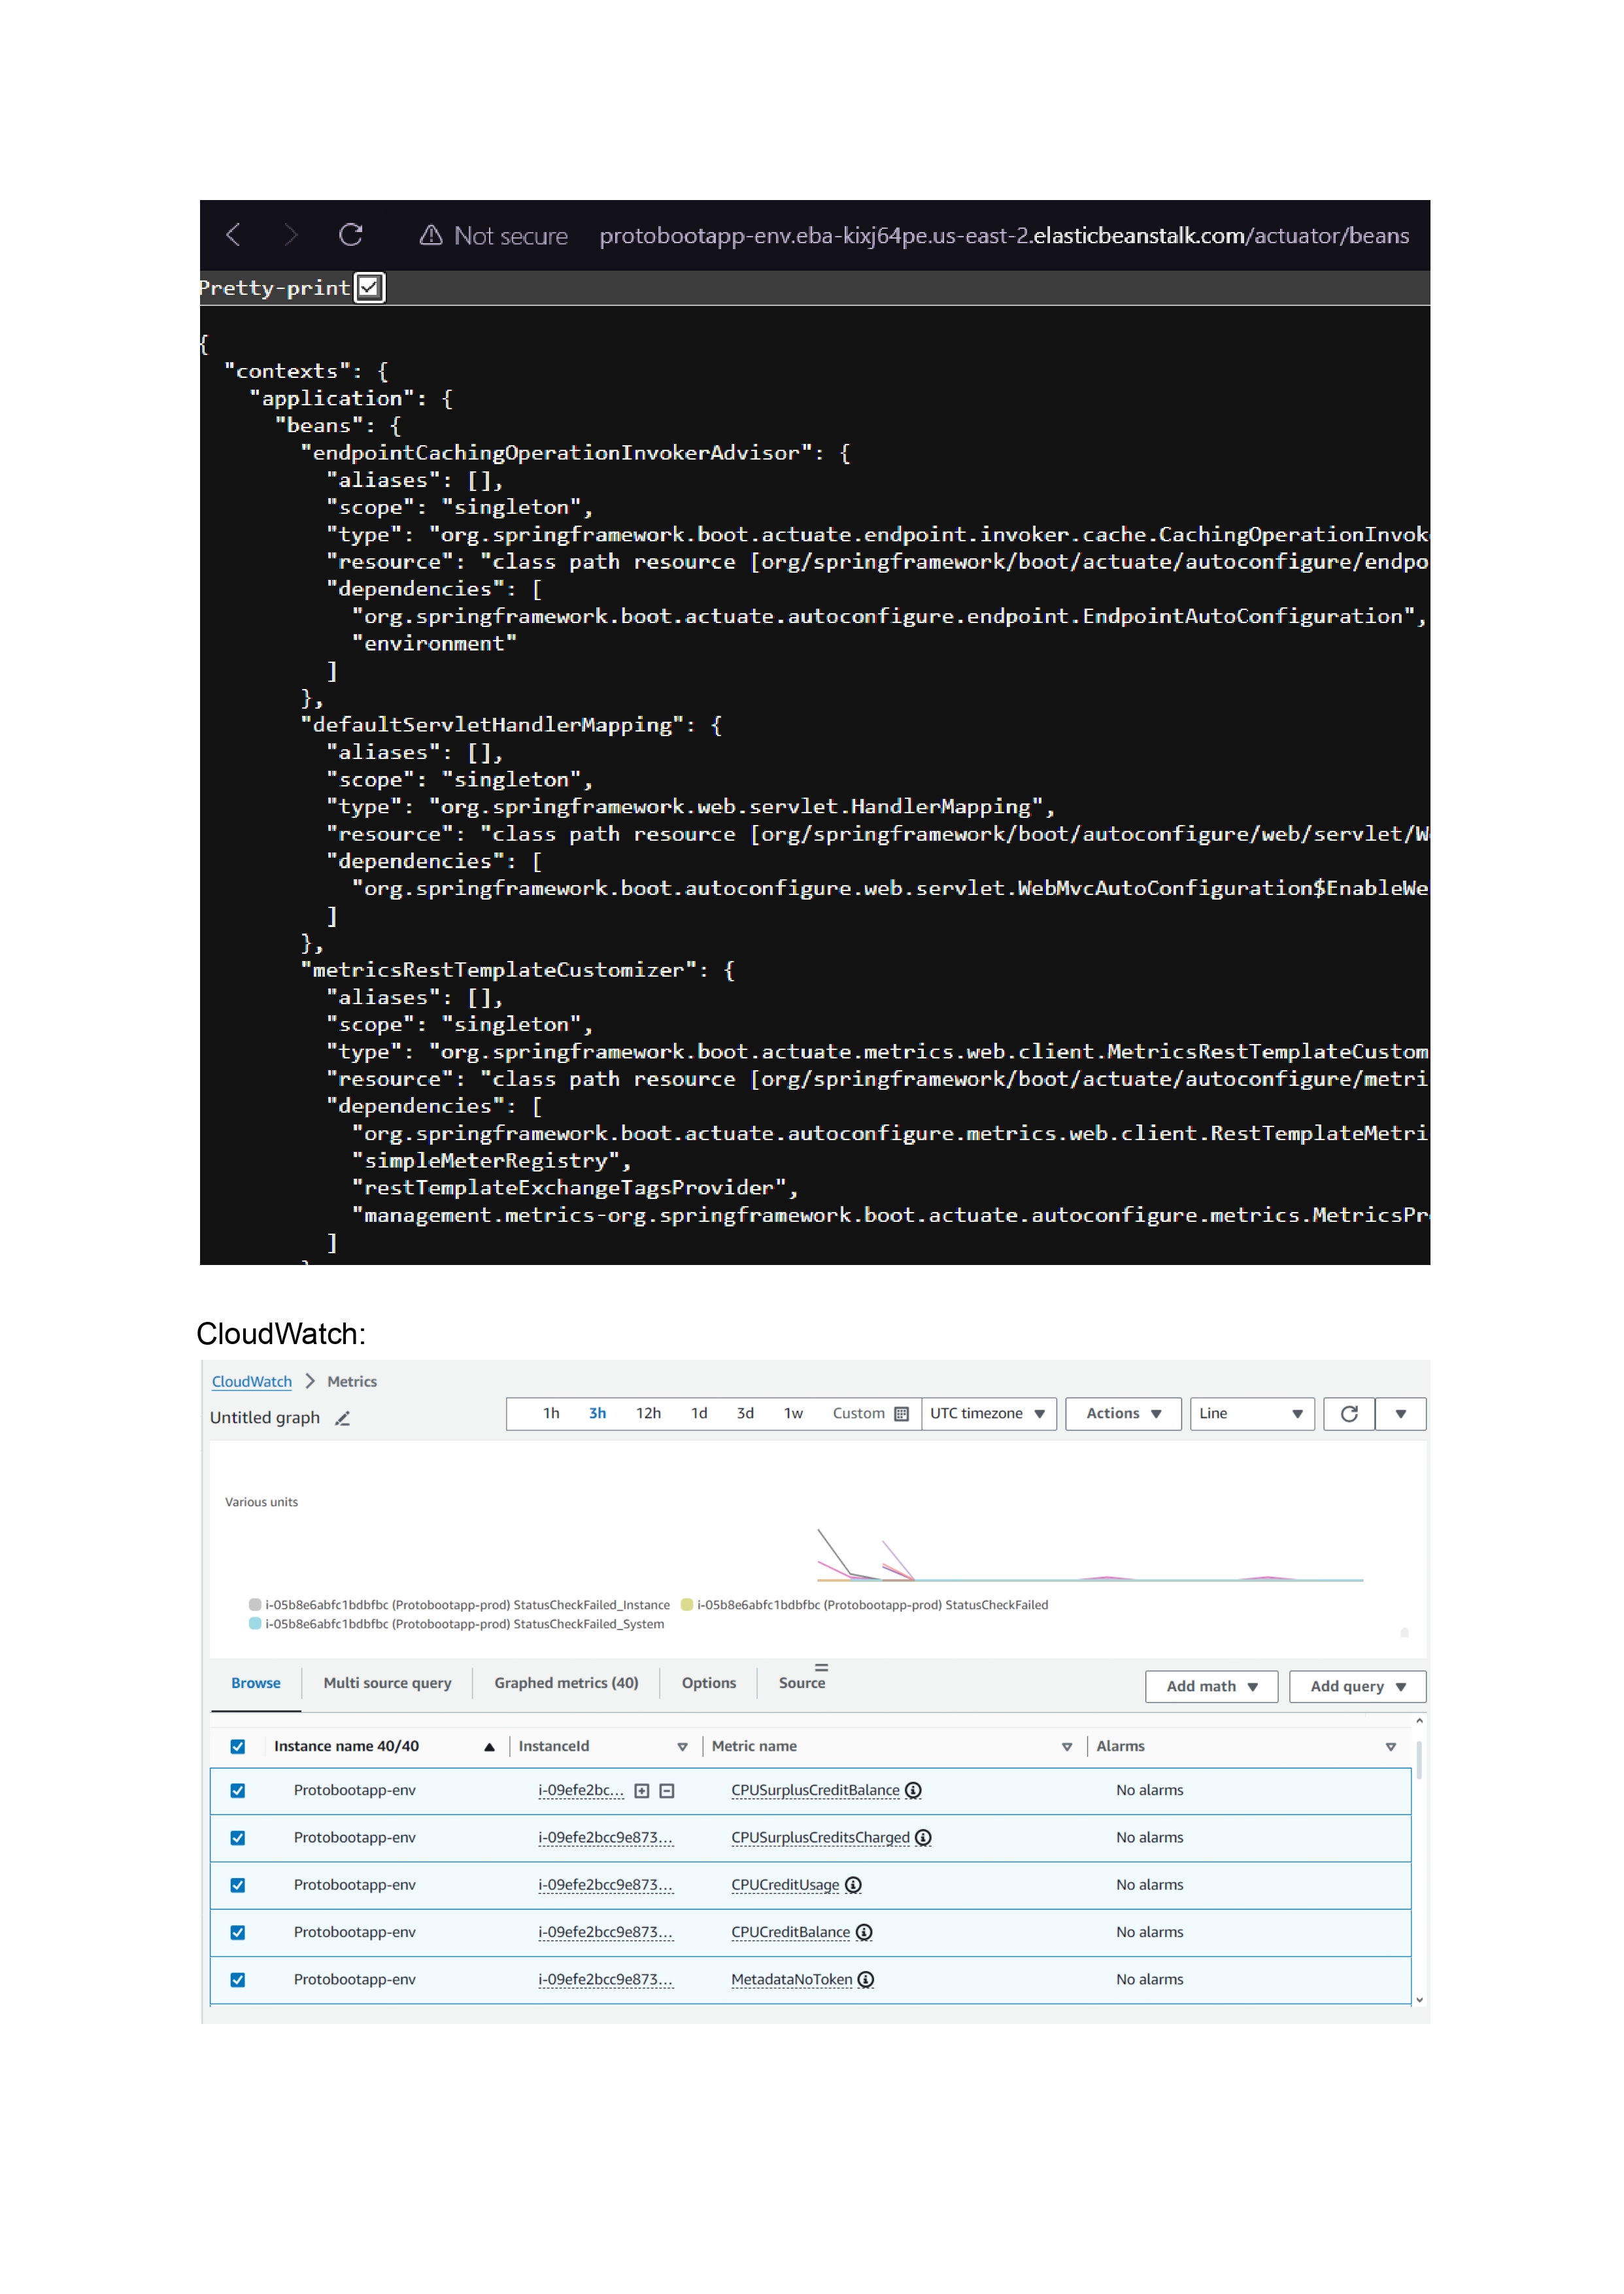 Not secure protobootapp-env.eba-kixj64pe.us-east-2.elasticbeanstalk.com/actuator/beans
Pretty-print
{
"contexts": {
"application": {
"beans": {
"endpointCachingOperationInvokerAdvisor": {
"aliases": [],
"scope": "singleton",
"type": "org.springframework.boot.actuate.endpoint.invoker.cache.CachingOperationInvok
"resource": "class path resource [org/springframework/boot/actuate/autoconfigure/endpo
"dependencies": [
"org.springframework.boot.actuate.autoconfigure.endpoint.EndpointAutoConfiguration",
"environment"
]
},
"defaultServletHandlerMapping": {
"aliases": [],
"scope": "singleton",
"type": "org.springframework.web.servlet.HandlerMapping",
"resource": "class path resource [org/springframework/boot/autoconfigure/web/servlet/W
"dependencies": [
"org.springframework.boot.autoconfigure.web.servlet.WebMvcAutoConfiguration$EnableWe
]
},
"metricsRestTemplateCustomizer": {
"aliases": [],
"scope": "singleton",
"type": "org.springframework.boot.actuate.metrics.web.client.MetricsRestTemplateCustom
"resource": "class path resource [org/springframework/boot/actuate/autoconfigure/metri
"dependencies": [
"org.springframework.boot.actuate.autoconfigure.metrics.web.client.RestTemplateMetri
"simpleMeterRegistry",
"restTemplateExchangeTagsProvider",
"management.metrics-org.springframework.boot.actuate.autoconfigure.metrics.MetricsPr
]
CloudWatch:
CloudWatch > Metrics
Untitled graph 1h 3h 12h 1d 3d 1w Custom UTC timezone Actions Line
Various units
i-05b8e6abfc1bdbfbc (Protobootapp-prod) StatusCheckFailed_Instance i-05b8e6abfc1bdbfbc (Protobootapp-prod) StatusCheckFailed
i-05b8e6abfc1bdbfbc (Protobootapp-prod) StatusCheckFailed_System
Browse Multi source query Graphed metrics (40) Options Source Add math Add query
Instance name 40/40 InstanceId Metric name Alarms
Protobootapp-env i-09efe2bc... CPUSurplusCreditBalance No alarms
Protobootapp-env i-09efe2bcc9e873... CPUSurplusCreditsCharged No alarms
Protobootapp-env i-09efe2bcc9e873... CPUCreditUsage No alarms
Protobootapp-env i-09efe2bcc9e873... CPUCreditBalance No alarms
Protobootapp-env i-09efe2bcc9e873... MetadataNoToken No alarms